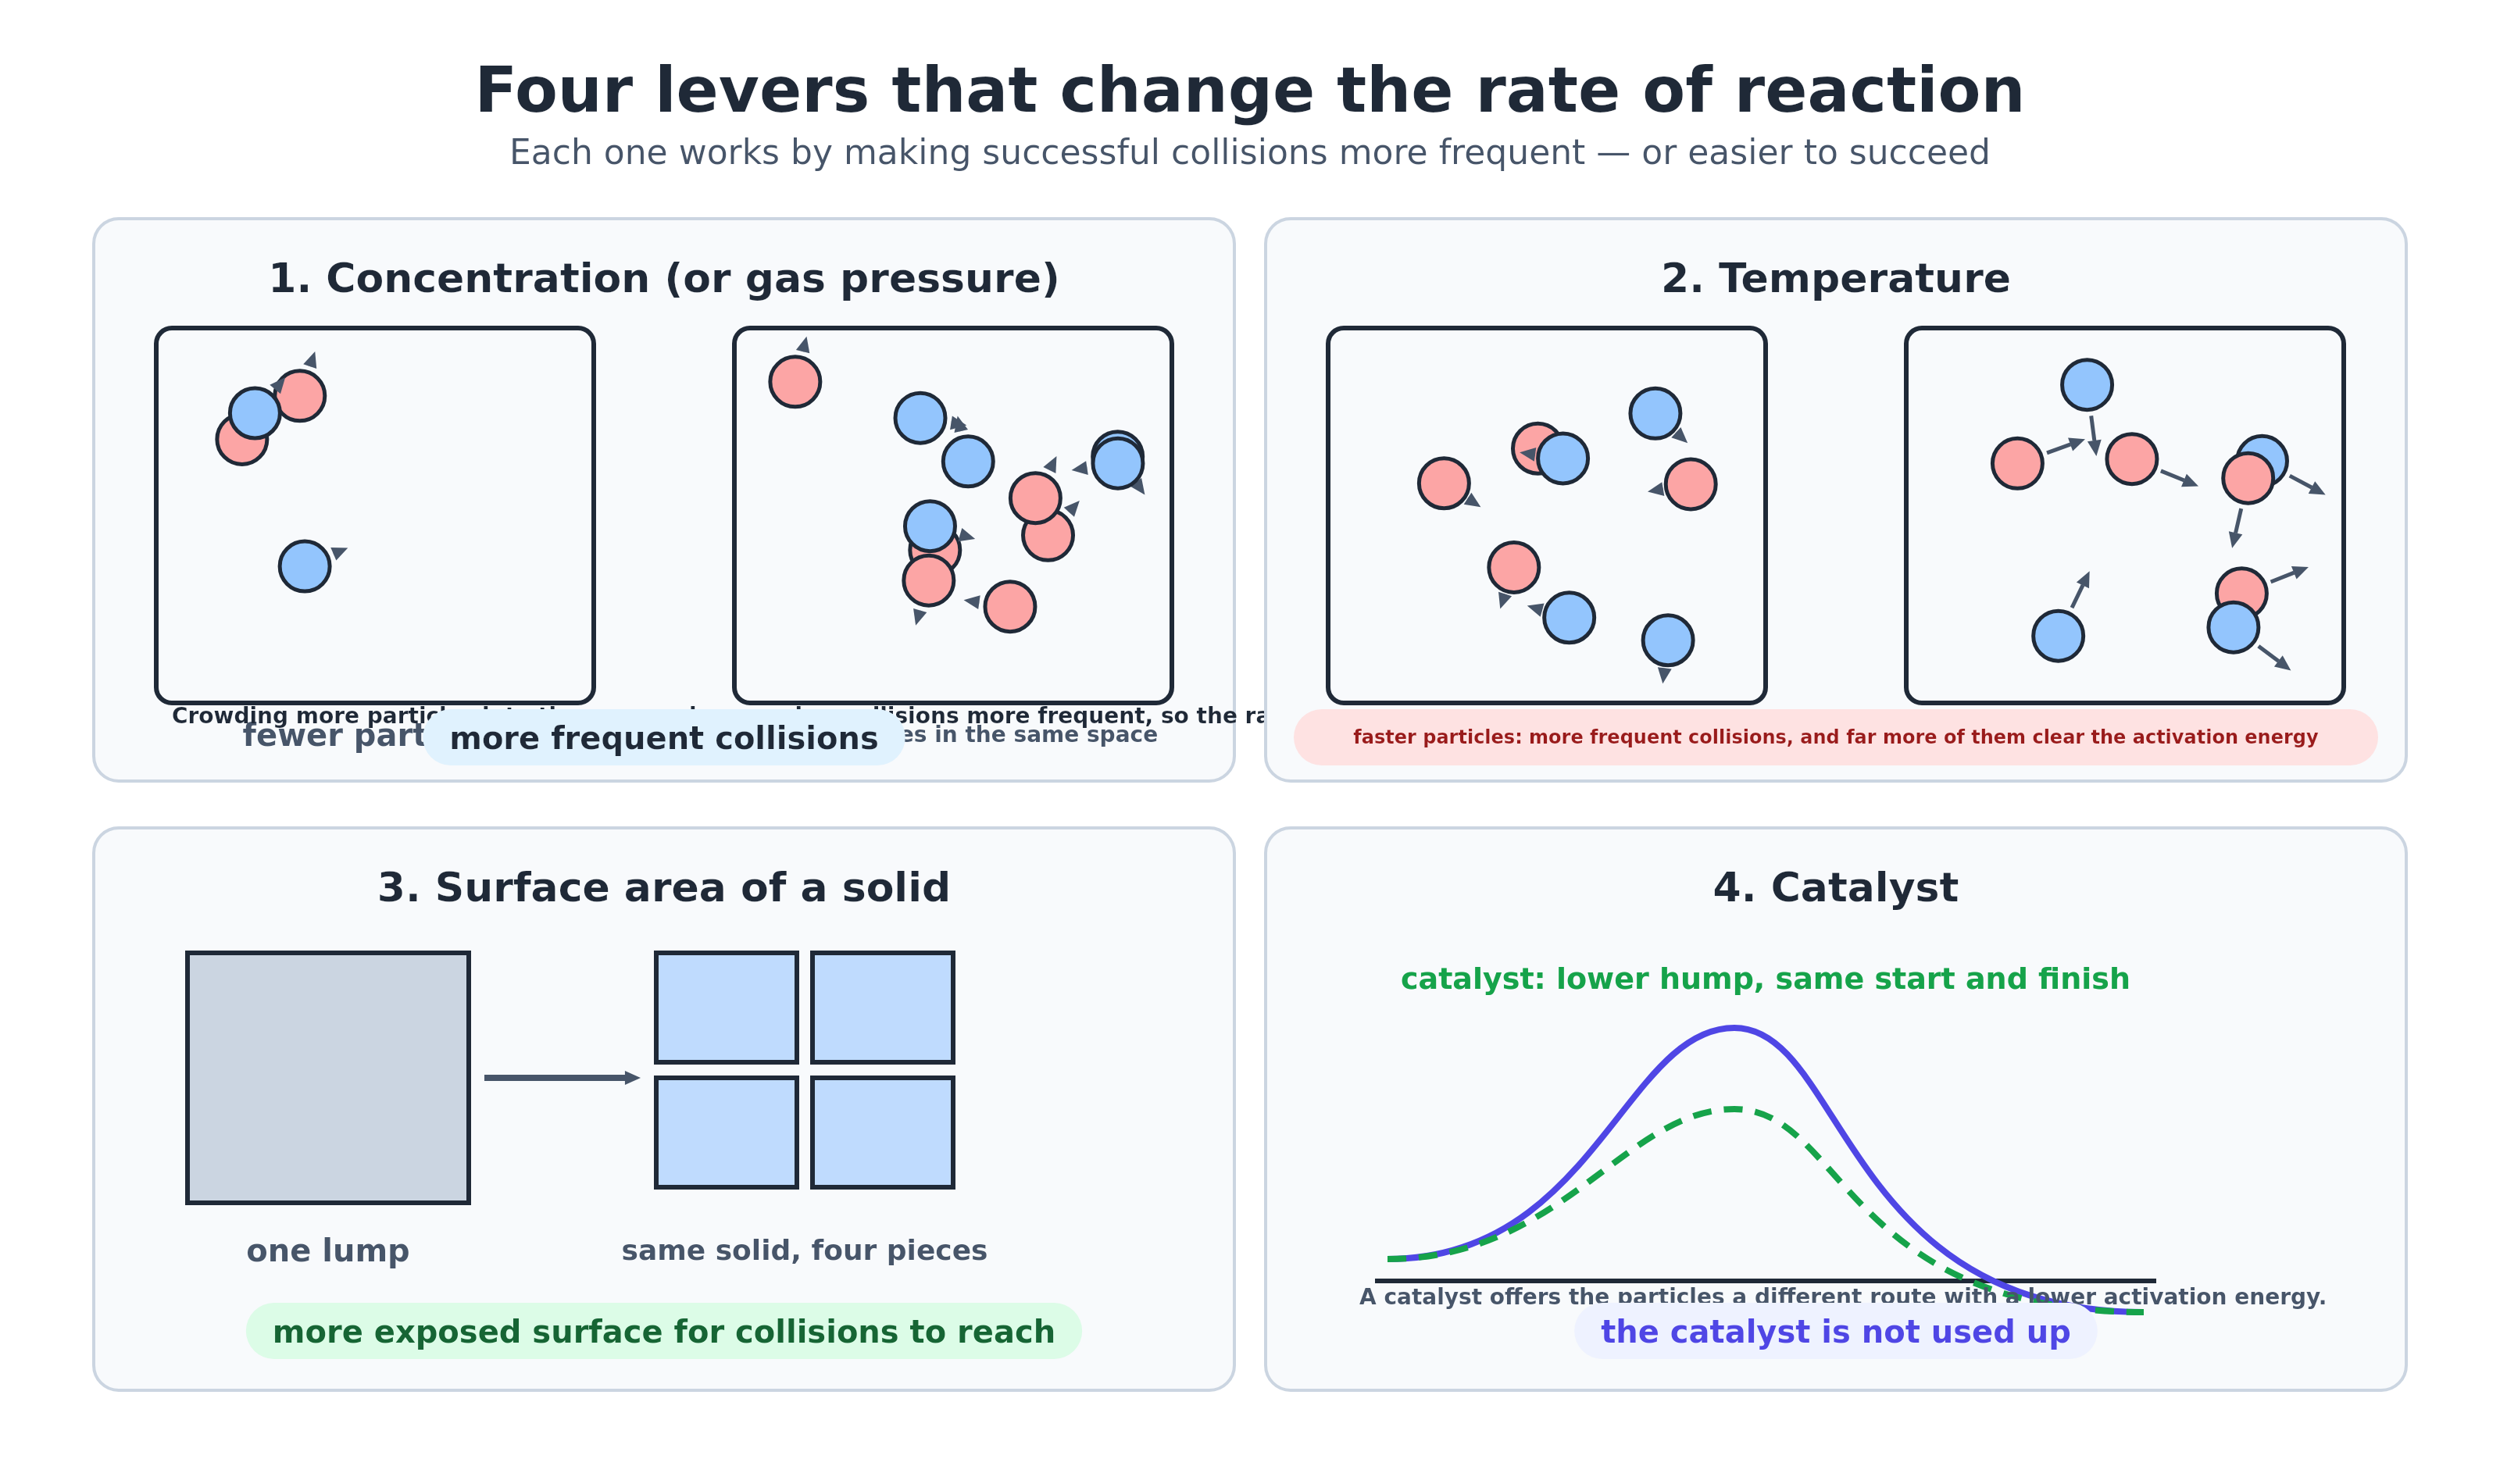 Four levers that change the rate of reaction
Each one works by making successful collisions more frequent — or easier to succeed
1. Concentration (or gas pressure)
Crowding more more frequent, so the
fewer
in the same space
more frequent collisions
2. Temperature
faster particles: more frequent collisions, and far more of them clear the activation energy
3. Surface area of a solid
one lump
same solid, four pieces
more exposed surface for collisions to reach
4. Catalyst
catalyst: lower hump, same start and finish
A catalyst offers the particles a different route with a lower activation energy.
the catalyst is not used up